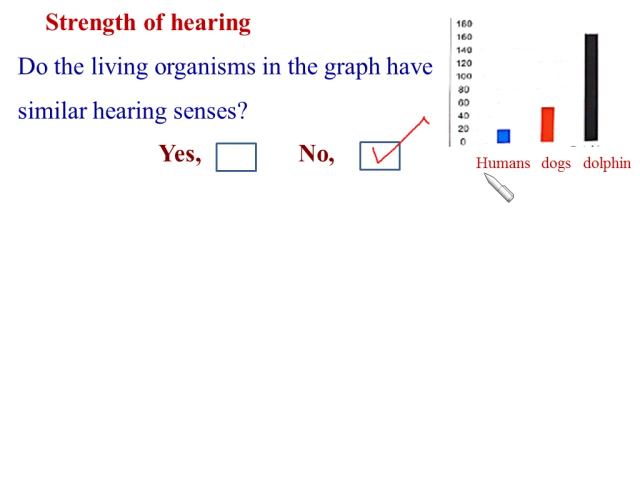 Strength of hearing
Do the living organisms in the graph have
similar hearing senses?
Yes, No,
160
160
140
120
100
80
60
40
20
0
Humans dogs dolphin